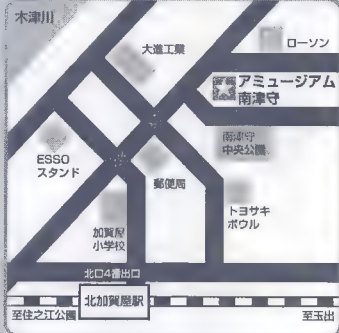 木津川
大進工業
ローソン
アミュージアム
南津守
南津守
中央公園
ESSO
スタンド
郵便局
トヨサキ
ボウル
加賀屋
小学校
北口4番出口
北加賀屋駅
至住之江公園
至玉出